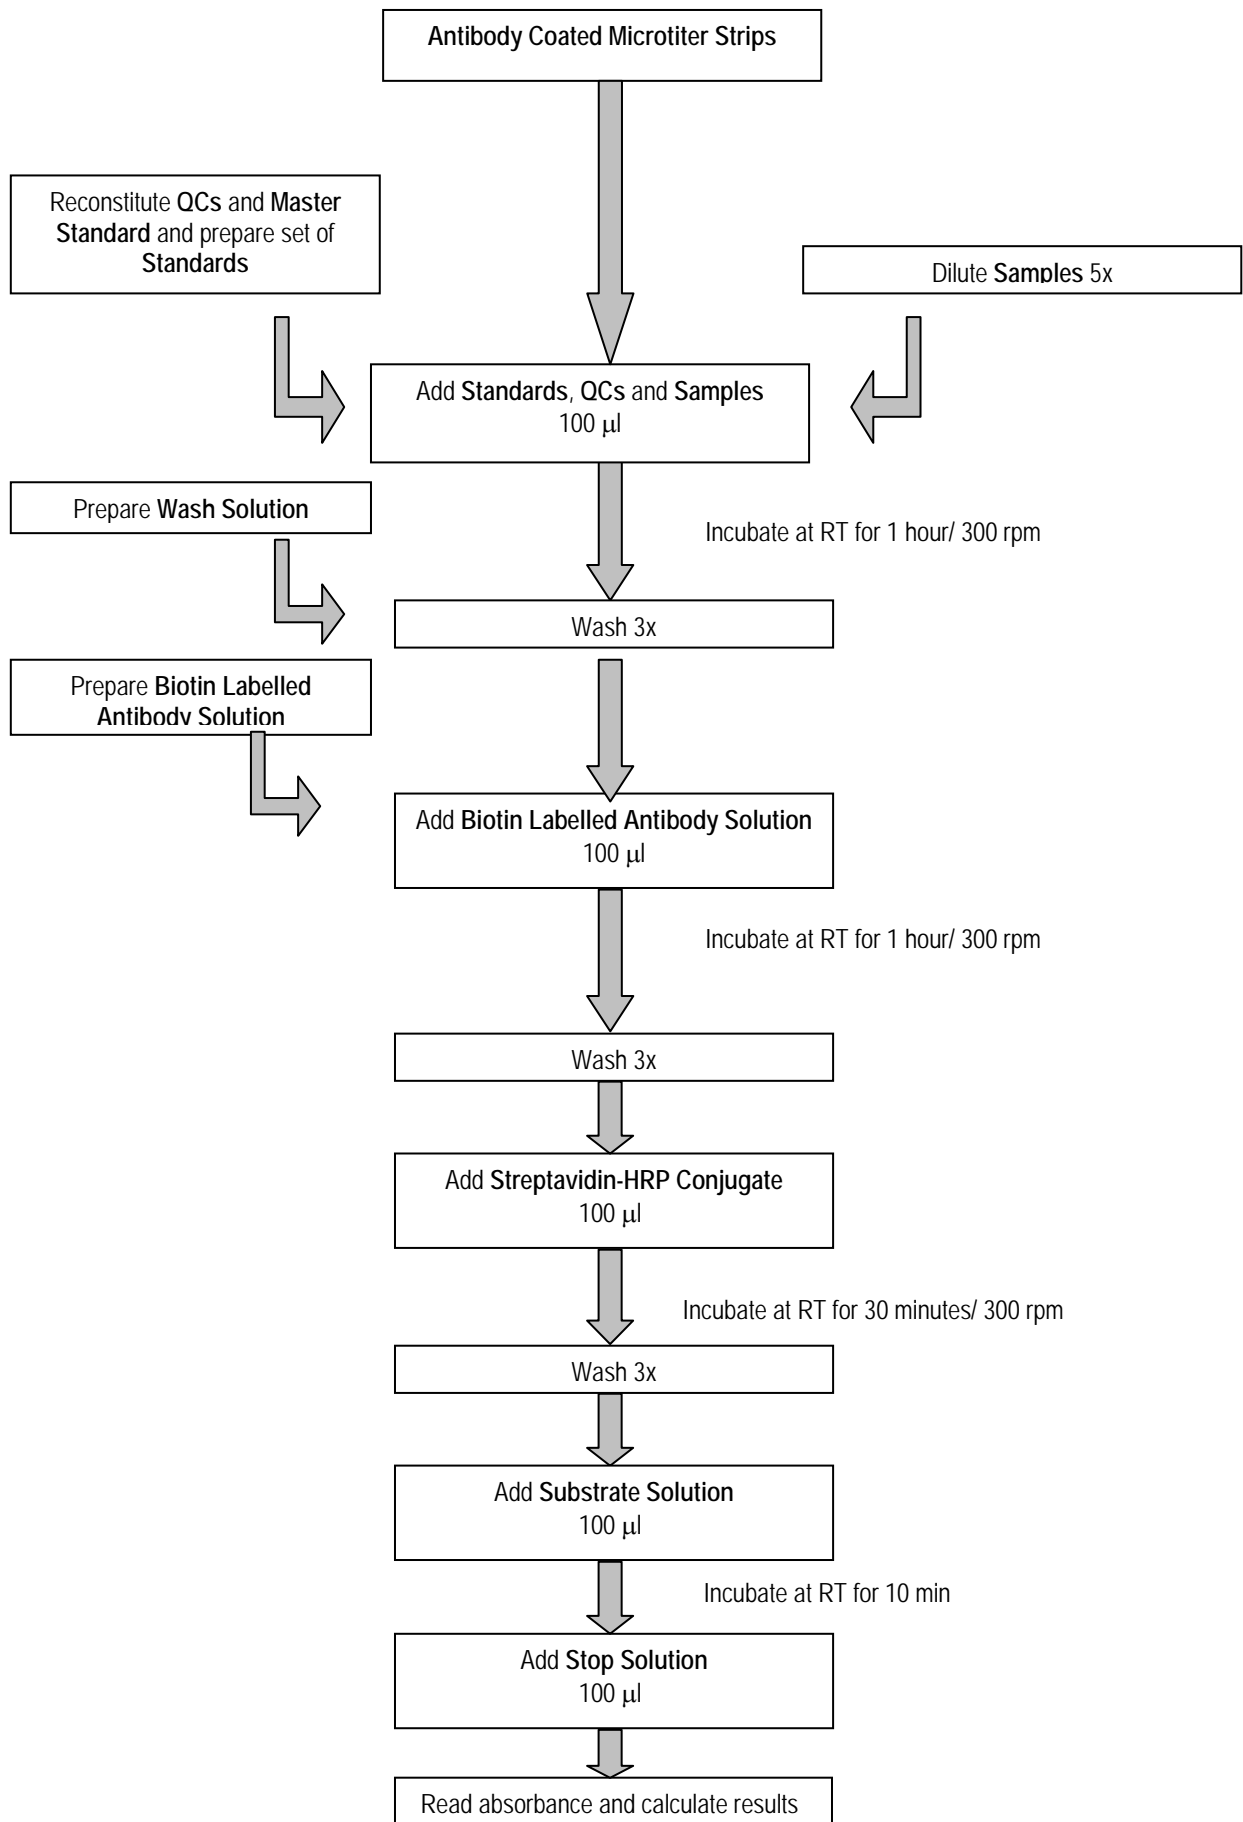 Antibody Coated Microtiter Strips
Reconstitute QCs and Master
Standard and prepare set of
Standards
Dilute Samples 5x
Add Standards, QCs and Samples
100 μl
Prepare Wash Solution
Incubate at RT for 1 hour/ 300 rpm
Wash 3x
Prepare Biotin Labelled
Antibody Solution
Add Biotin Labelled Antibody Solution
100 μl
Incubate at RT for 1 hour/ 300 rpm
Wash 3x
Add Streptavidin-HRP Conjugate
100 μl
Incubate at RT for 30 minutes/ 300 rpm
Wash 3x
Add Substrate Solution
100 μl
Incubate at RT for 10 min
Add Stop Solution
100 μl
Read absorbance and calculate results